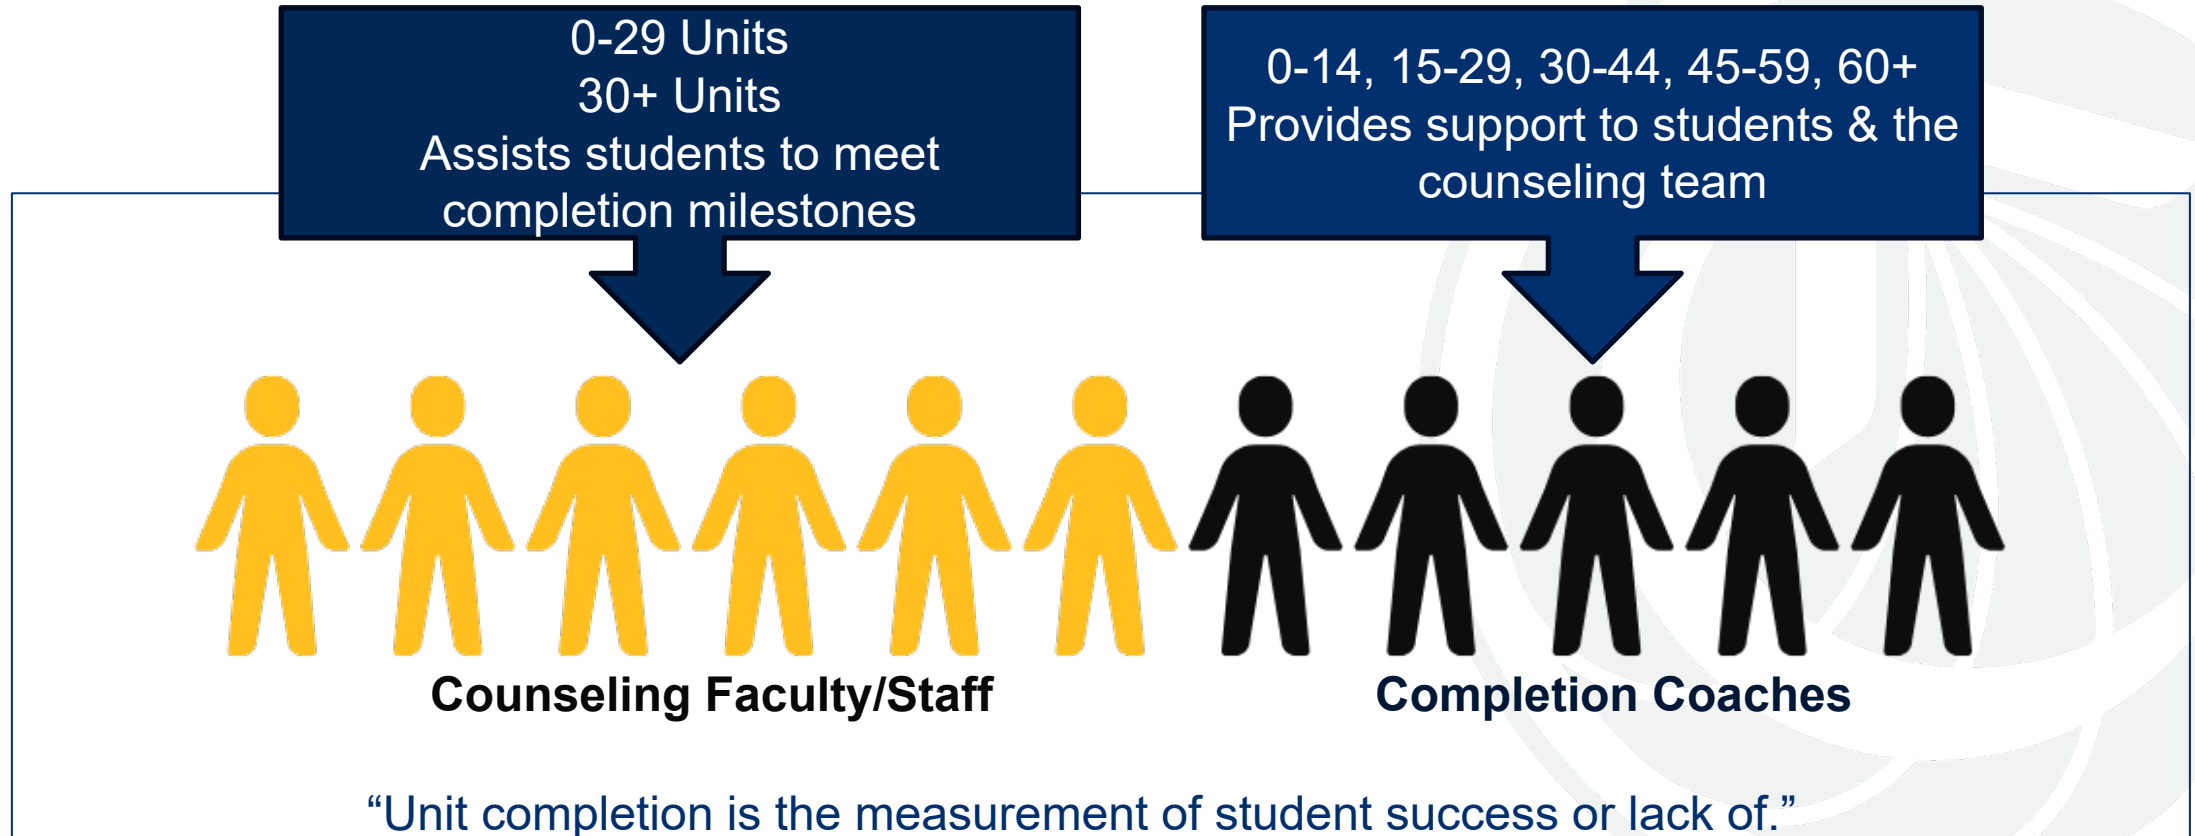 0-29 Units
30+ Units
Assists students to meet
completion milestones
0-14, 15-29, 30-44, 45-59, 60+
Provides support to students & the
counseling team
Counseling Faculty/Staff
Completion Coaches
“Unit completion is the measurement of student success or lack of.”